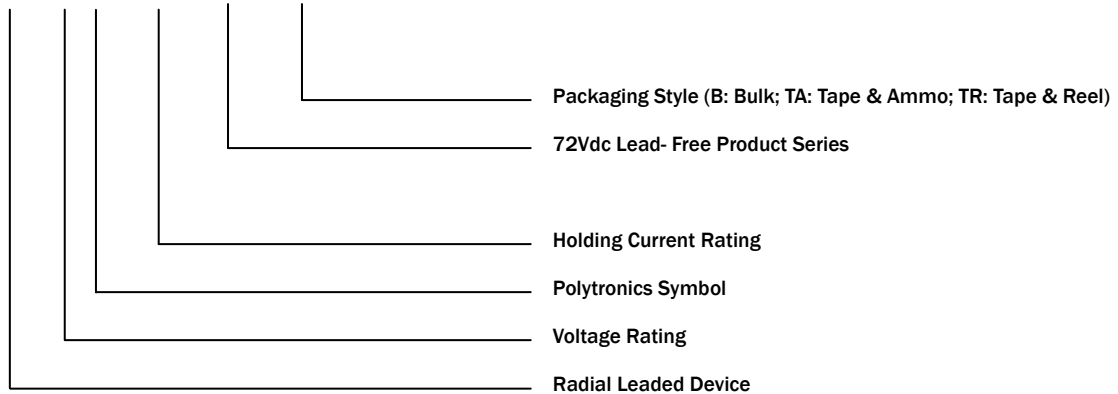 Packaging Style (B: Bulk; TA: Tape & Ammo; TR: Tape & Reel)
72Vdc Lead- Free Product Series
Holding Current Rating
Polytronics Symbol
Voltage Rating
Radial Leaded Device